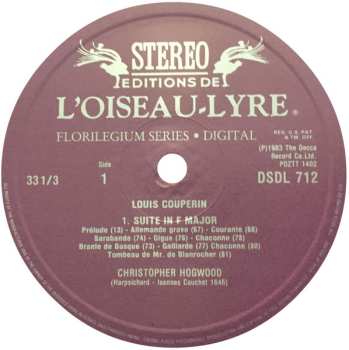 STEREO
EDITIONS DE
L'OISEAU-LYRE ®
FLORILEGIUM SERIES • DIGITAL
REG. U.S. PAT.
& TM. OFF.
(P)1983 The Decca
Record Co.Ltd.
POZTT 1402
33 1/3
Side
1
DSDL 712
LOUIS COUPERIN
1. SUITE IN F MAJOR
Prélude (13) - Allemande grave (67) - Courante (68)
Sarabande (74) - Gigue (76) - Chaconne (78)
Branle de Basque (73) - Gaillarde (77) Chaconne (80)
Tombeau de Mr. de Blanrocher (81)
CHRISTOPHER HOGWOOD
(Harpsichord - Ioannes Couchet 1646)